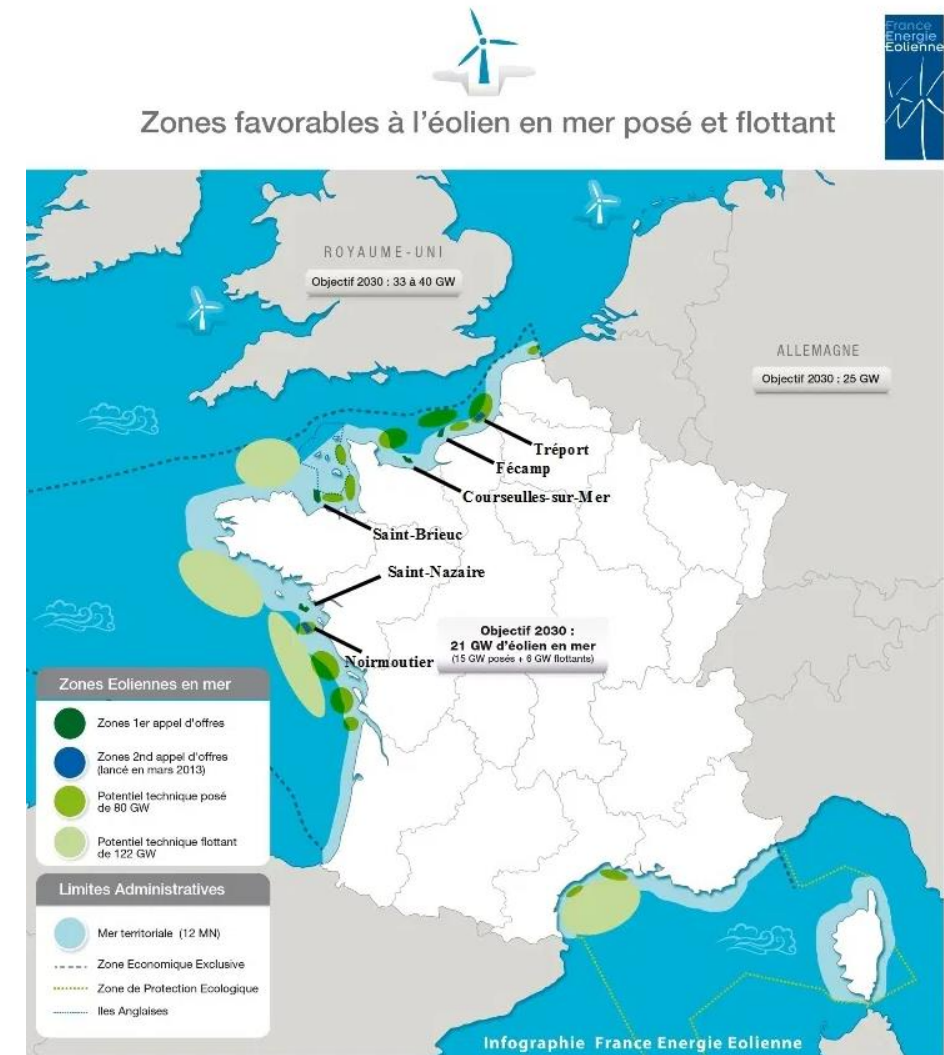 France
Energie
Eolienne
Zones favorables à l'éolien en mer posé et flottant
ROYAUME-UNI
Objectif 2030 : 33 à 40 GW
ALLEMAGNE
Objectif 2030 : 25 GW
Tréport
Fécamp
Courseulles-sur-Mer
Saint-Brieuc
Saint-Nazaire
Noirmoutier
Objectif 2030 :
21 GW d'éolien en mer
(15 GW posés + 6 GW flottants)
Zones Eoliennes en mer
Zones 1er appel d'offres
Zones 2nd appel d'offres
(lancé en mars 2013)
Potentiel technique posé
de 80 GW
Potentiel technique flottant
de 122 GW
Limites Administratives
Mer territoriale (12 MN)
Zone Economique Exclusive
Zone de Protection Ecologique
Iles Anglaises
Infographie France Energie Eolienne